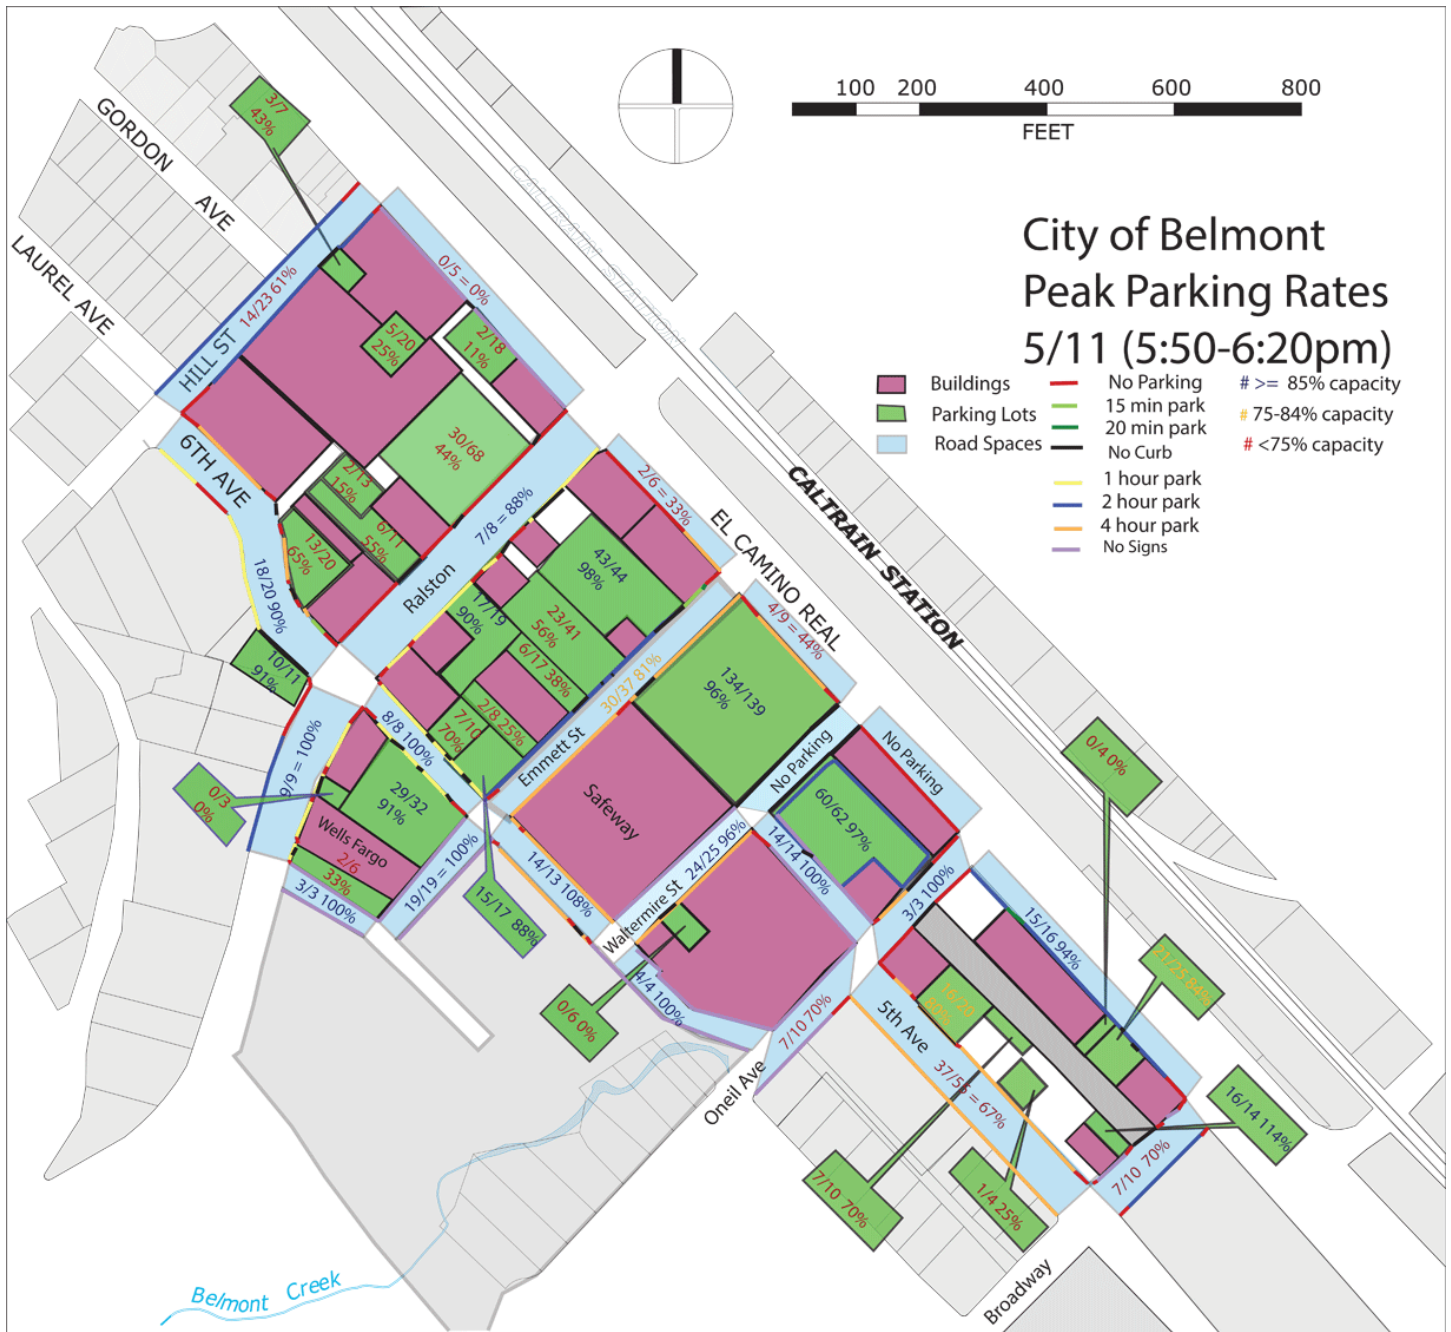 100 200 400 600 800
FEET
City of Belmont
Peak Parking Rates
5/11 (5:50-6:20pm)
Buildings
Parking Lots
Road Spaces
No Parking
15 min park
20 min park
No Curb
1 hour park
2 hour park
4 hour park
No Signs
# >= 85% capacity
# 75-84% capacity
# <75% capacity
GORDON AVE
LAUREL AVE
CALTRAIN STATION
3/7
43%
HILL ST
14/23 61%
0/5 = 0%
5/20
25%
2/18
11%
30/68
44%
2/13
15%
6/11
55%
13/20
65%
6TH AVE
18/20 90%
10/11
91%
Ralston
7/8 = 88%
2/6 = 33%
EL CAMINO REAL
CALTRAIN STATION
43/44
98%
17/19
90%
23/41
56%
6/17 38%
2/8 25%
7/10
70%
Emmett St
30/37 81%
4/9 = 44%
134/139
96%
8/8 100%
9/9 = 100%
0/3
0%
29/32
91%
Wells Fargo
2/6
33%
3/3 100%
19/19 = 100%
15/17 88%
Safeway
No Parking
No Parking
60/62 97%
14/14 100%
14/13 108%
Waltermire St
24/25 96%
3/3 100%
0/6 0%
4/4 100%
7/10 70%
Oneil Ave
0/4 0%
15/16 94%
21/25 84%
16/20
80%
5th Ave
= 67%
16/14 114%
7/10 70%
7/10 70%
1/4 25%
Broadway
Belmont Creek